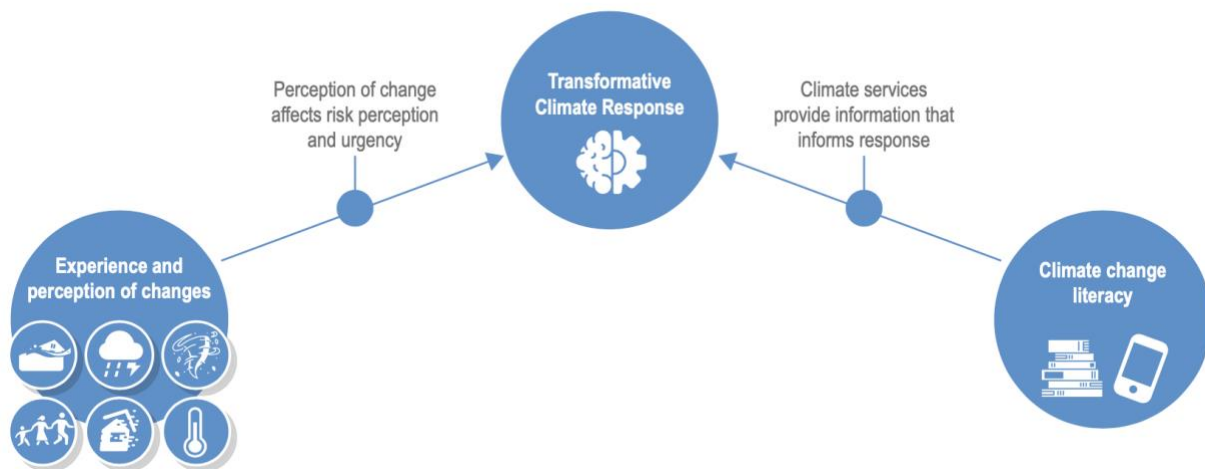 Perception of change
affects risk perception
and urgency
Transformative
Climate Response
Climate services
provide information that
informs response
Experience and
perception of changes
Climate change
literacy